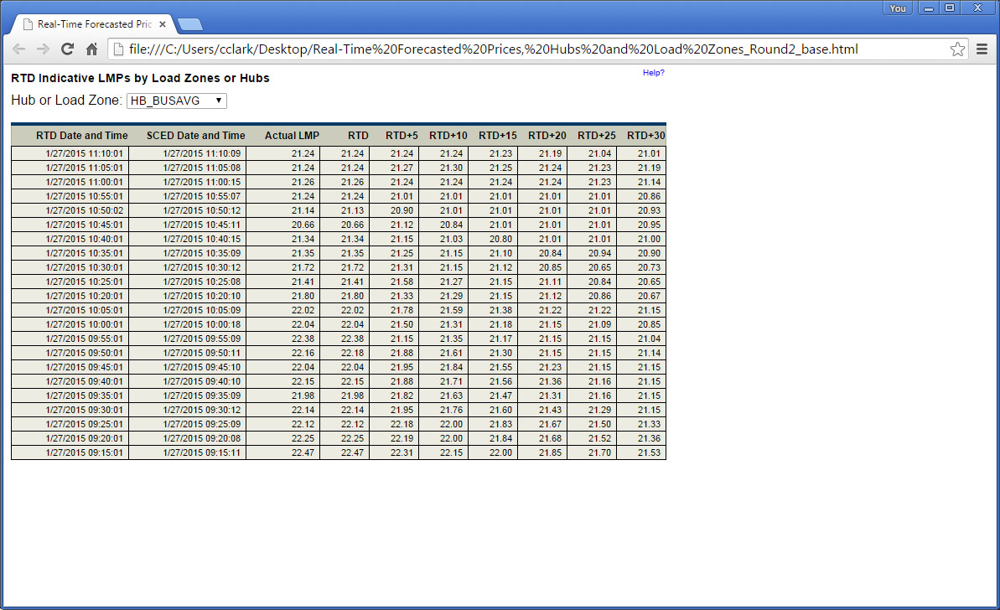 You
Real-Time Forecasted Pric
file:///C:/Users/cclark/Desktop/Real-Time%20Forecasted%20Prices,%20Hubs%20and%20Load%20Zones_Round2_base.html
RTD Indicative LMPs by Load Zones or Hubs Help?
Hub or Load Zone: HB_BUSAVG
RTD Date and Time SCED Date and Time Actual LMP RTD RTD+5 RTD+10 RTD+15 RTD+20 RTD+25 RTD+30
1/27/2015 11:10:01 1/27/2015 11:10:09 21.24 21.24 21.24 21.24 21.23 21.19 21.04 21.01
1/27/2015 11:05:01 1/27/2015 11:05:08 21.24 21.24 21.27 21.30 21.25 21.24 21.23 21.19
1/27/2015 11:00:01 1/27/2015 11:00:15 21.26 21.26 21.24 21.24 21.24 21.24 21.23 21.14
1/27/2015 10:55:01 1/27/2015 10:55:07 21.24 21.24 21.01 21.01 21.01 21.01 21.01 20.86
1/27/2015 10:50:02 1/27/2015 10:50:12 21.14 21.13 20.90 21.01 21.01 21.01 21.01 20.93
1/27/2015 10:45:01 1/27/2015 10:45:11 20.66 20.66 21.12 20.84 21.01 21.01 21.01 20.95
1/27/2015 10:40:01 1/27/2015 10:40:15 21.34 21.34 21.15 21.03 20.80 21.01 21.01 21.00
1/27/2015 10:35:01 1/27/2015 10:35:09 21.35 21.35 21.25 21.15 21.10 20.84 20.94 20.90
1/27/2015 10:30:01 1/27/2015 10:30:12 21.72 21.72 21.31 21.15 21.12 20.85 20.65 20.73
1/27/2015 10:25:01 1/27/2015 10:25:08 21.41 21.41 21.58 21.27 21.15 21.11 20.84 20.65
1/27/2015 10:20:01 1/27/2015 10:20:10 21.80 21.80 21.33 21.29 21.15 21.12 20.86 20.67
1/27/2015 10:05:01 1/27/2015 10:05:09 22.02 22.02 21.78 21.59 21.38 21.22 21.22 21.15
1/27/2015 10:00:01 1/27/2015 10:00:18 22.04 22.04 21.50 21.31 21.18 21.15 21.09 20.85
1/27/2015 09:55:01 1/27/2015 09:55:09 22.38 22.38 21.15 21.35 21.17 21.15 21.15 21.04
1/27/2015 09:50:01 1/27/2015 09:50:11 22.16 22.18 21.88 21.61 21.30 21.15 21.15 21.14
1/27/2015 09:45:01 1/27/2015 09:45:10 22.04 22.04 21.95 21.84 21.55 21.23 21.15 21.15
1/27/2015 09:40:01 1/27/2015 09:40:10 22.15 22.15 21.88 21.71 21.56 21.36 21.16 21.15
1/27/2015 09:35:01 1/27/2015 09:35:09 21.98 21.98 21.82 21.63 21.47 21.31 21.16 21.15
1/27/2015 09:30:01 1/27/2015 09:30:12 22.14 22.14 21.95 21.76 21.60 21.43 21.29 21.15
1/27/2015 09:25:01 1/27/2015 09:25:09 22.12 22.12 22.18 22.00 21.83 21.67 21.50 21.33
1/27/2015 09:20:01 1/27/2015 09:20:08 22.25 22.25 22.19 22.00 21.84 21.68 21.52 21.36
1/27/2015 09:15:01 1/27/2015 09:15:11 22.47 22.47 22.31 22.15 22.00 21.85 21.70 21.53